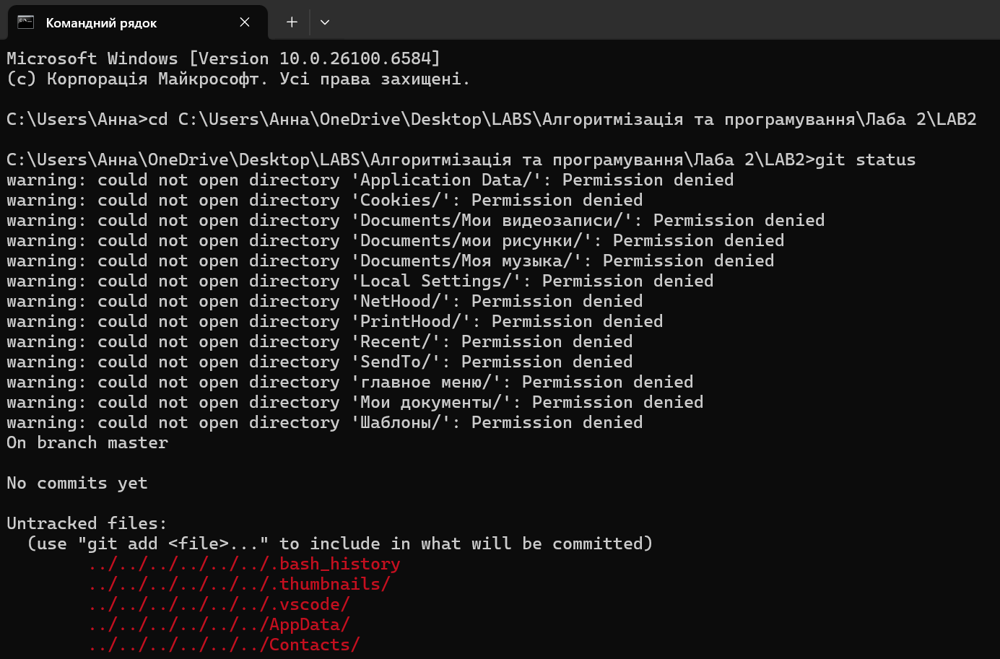 Командний рядок
Microsoft Windows [Version 10.0.26100.6584]
(c) Корпорація Майкрософт. Усі права захищені.
C:\Users\Анна>cd C:\Users\Анна\OneDrive\Desktop\LABS\Алгоритмізація та програмування\Лаба 2\LAB2
C:\Users\Анна\OneDrive\Desktop\LABS\Алгоритмізація та програмування\Лаба 2\LAB2>git status
warning: could not open directory 'Application Data/': Permission denied
warning: could not open directory 'Cookies/': Permission denied
warning: could not open directory 'Documents/Мои видеозаписи/': Permission denied
warning: could not open directory 'Documents/мои рисунки/': Permission denied
warning: could not open directory 'Documents/Моя музыка/': Permission denied
warning: could not open directory 'Local Settings/': Permission denied
warning: could not open directory 'NetHood/': Permission denied
warning: could not open directory 'PrintHood/': Permission denied
warning: could not open directory 'Recent/': Permission denied
warning: could not open directory 'SendTo/': Permission denied
warning: could not open directory 'главное меню/': Permission denied
warning: could not open directory 'Мои документы/': Permission denied
warning: could not open directory 'Шаблоны/': Permission denied
On branch master
No commits yet
Untracked files:
(use "git add <file>..." to include in what will be committed)
../../../../../../.bash_history
../../../../../../.thumbnails/
../../../../../../.vscode/
../../../../../../AppData/
../../../../../../Contacts/